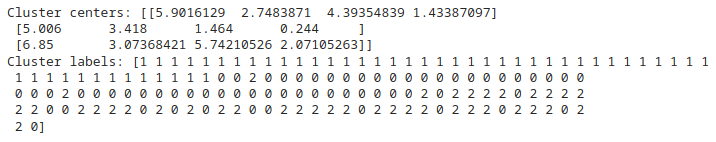 Cluster centers: [[5.9016129  2.7483871  4.39354839 1.43387097]
 [5.006      3.418      1.464      0.244     ]
 [6.85       3.07368421 5.74210526 2.07105263]]
Cluster labels: [1 1 1 1 1 1 1 1 1 1 1 1 1 1 1 1 1 1 1 1 1 1 1 1 1 1 1 1 1 1 1 1 1 1 1 1 1
 1 1 1 1 1 1 1 1 1 1 1 1 1 0 0 2 0 0 0 0 0 0 0 0 0 0 0 0 0 0 0 0 0 0 0 0 0
 0 0 0 2 0 0 0 0 0 0 0 0 0 0 0 0 0 0 0 0 0 0 0 0 0 0 2 0 2 2 2 2 0 2 2 2 2
 2 2 0 0 2 2 2 2 0 2 0 2 0 2 2 0 0 2 2 2 2 2 0 2 2 2 2 0 2 2 2 0 2 2 2 0 2
 2 0]